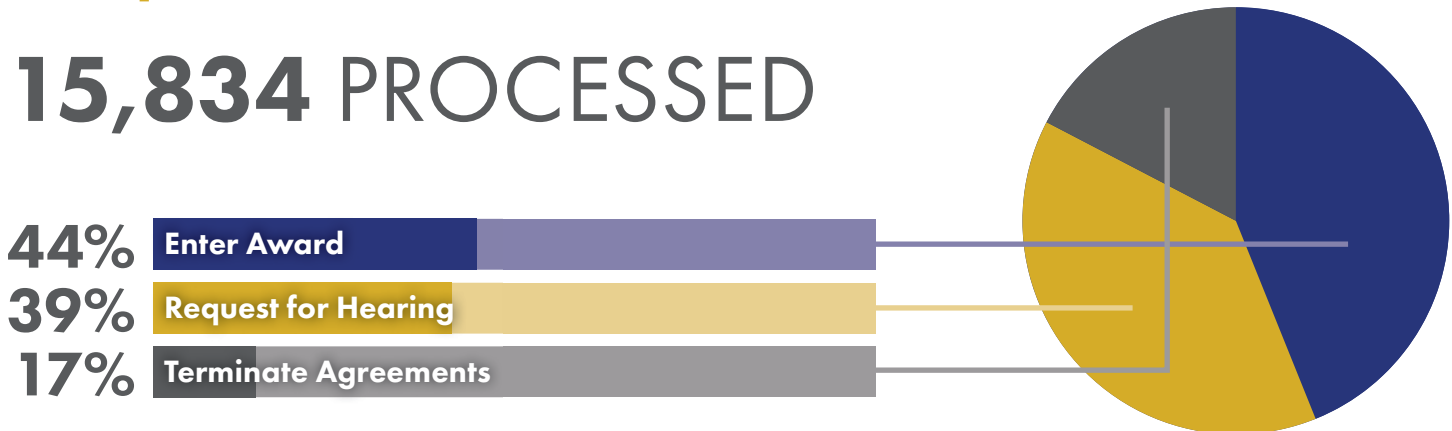 15,834 PROCESSED
44% Enter Award
39% Request for Hearing
17% Terminate Agreements